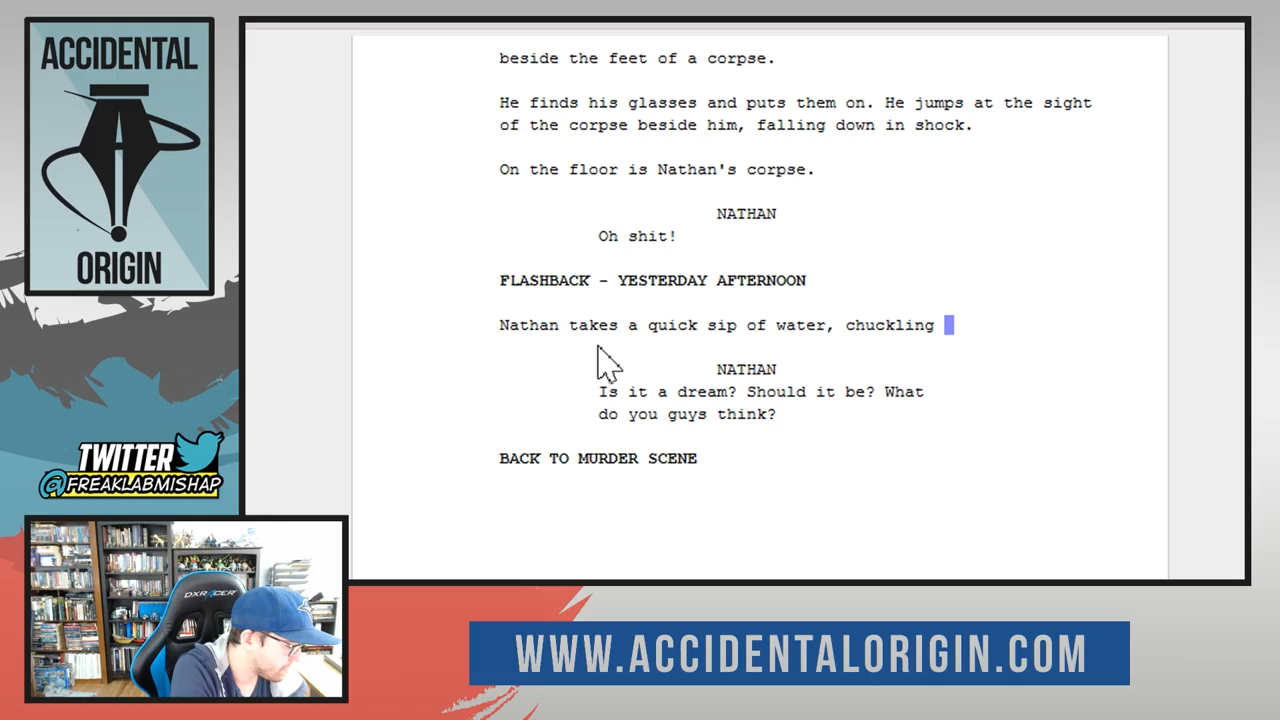 ACCIDENTAL
ORIGIN
beside the feet of a corpse.
He finds his glasses and puts them on. He jumps at the sight
of the corpse beside him, falling down in shock.
On the floor is Nathan's corpse.
NATHAN
Oh shit!
FLASHBACK - YESTERDAY AFTERNOON
Nathan takes a quick sip of water, chuckling
NATHAN
Is it a dream? Should it be? What
do you guys think?
BACK TO MURDER SCENE
TWITTER
@FREAKLABMISHAP
DXRACER
WWW.ACCIDENTALORIGIN.COM